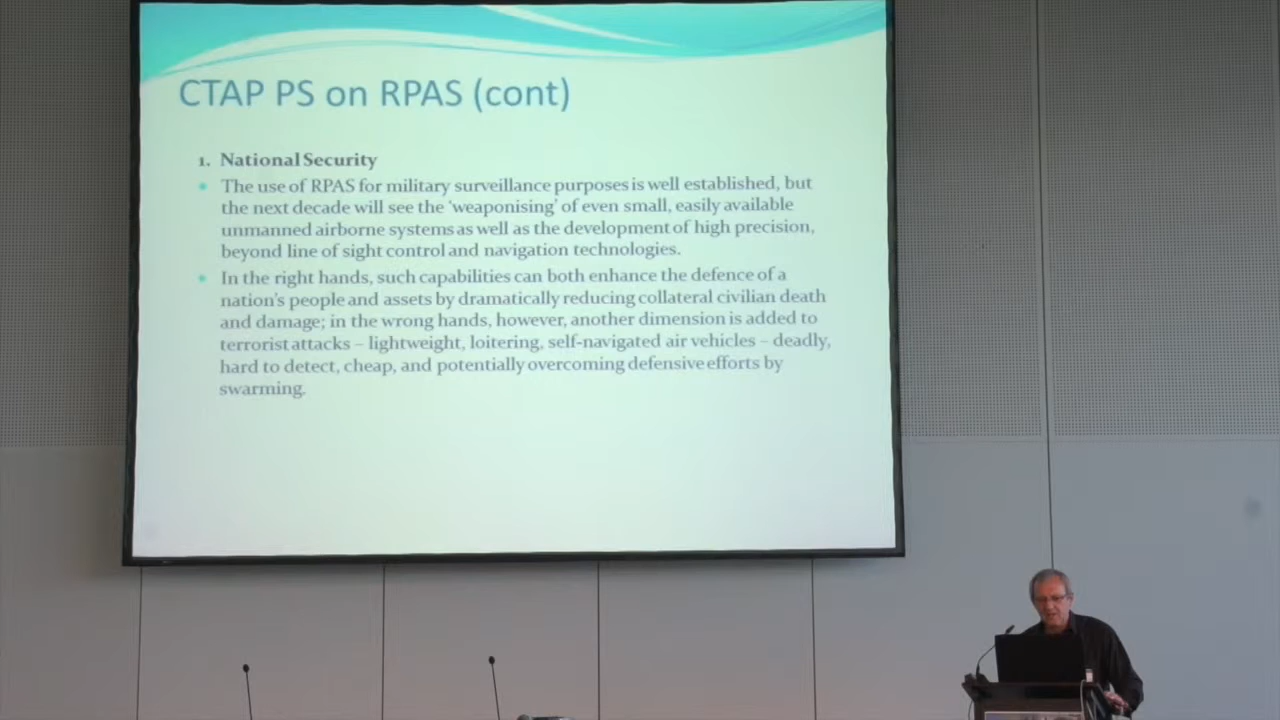 CTAP PS on RPAS (cont)
1. National Security
The use of RPAS for military surveillance purposes is well established, but
the next decade will see the ‘weaponising’ of even small, easily available
unmanned airborne systems as well as the development of high precision,
beyond line of sight control and navigation technologies.
In the right hands, such capabilities can both enhance the defence of a
nation’s people and assets by dramatically reducing collateral civilian death
and damage; in the wrong hands, however, another dimension is added to
terrorist attacks – lightweight, loitering, self-navigated air vehicles – deadly,
hard to detect, cheap, and potentially overcoming defensive efforts by
swarming.